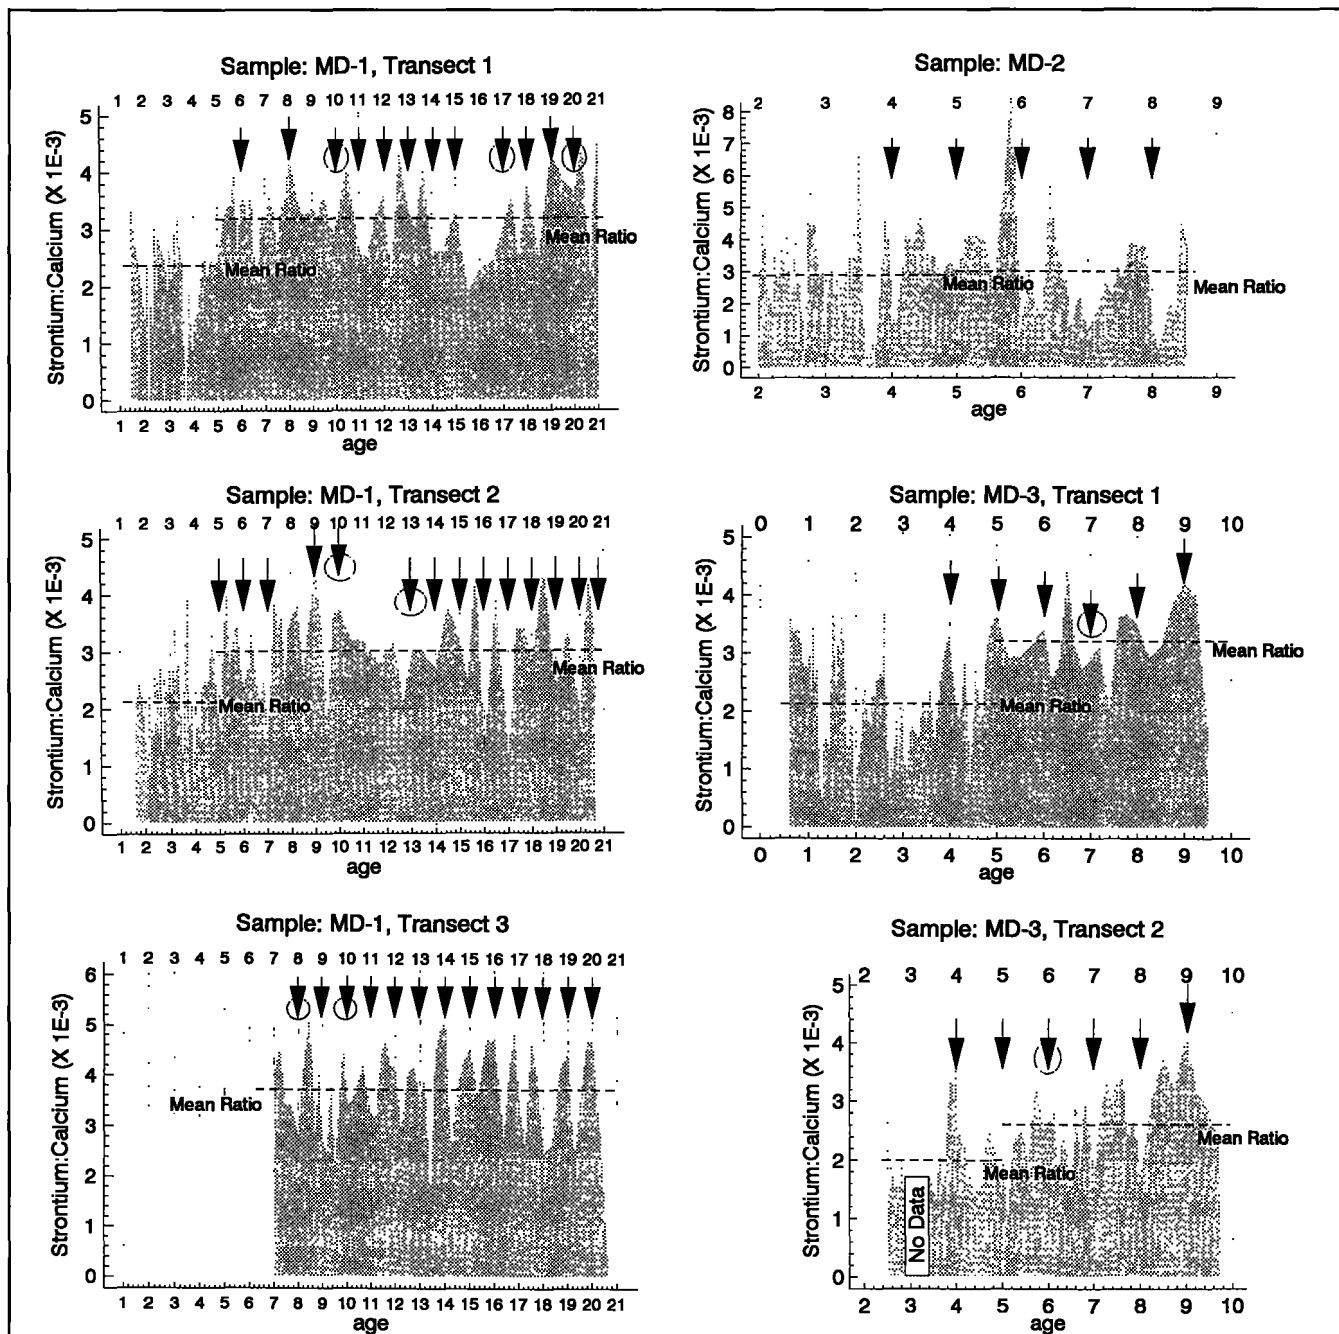 Sample: MD-1, Transect 1
1 2 3 4 5 6 7 8 9 10 11 12 13 14 15 16 17 18 19 20 21
Strontium:Calcium (X 1E-3)
5
4
3
2
1
0
Mean Ratio
Mean Ratio
1 2 3 4 5 6 7 8 9 10 11 12 13 14 15 16 17 18 19 20 21
age
Sample: MD-2
2 3 4 5 6 7 8 9
Strontium:Calcium (X 1E-3)
8
7
6
5
4
3
2
1
0
Mean Ratio
Mean Ratio
2 3 4 5 6 7 8 9
age
Sample: MD-1, Transect 2
1 2 3 4 5 6 7 8 9 10 11 12 13 14 15 16 17 18 19 20 21
Strontium:Calcium (X 1E-3)
5
4
3
2
1
0
Mean Ratio
Mean Ratio
1 2 3 4 5 6 7 8 9 10 11 12 13 14 15 16 17 18 19 20 21
age
Sample: MD-3, Transect 1
0 1 2 3 4 5 6 7 8 9 10
Strontium:Calcium (X 1E-3)
5
4
3
2
1
0
Mean Ratio
Mean Ratio
0 1 2 3 4 5 6 7 8 9 10
age
Sample: MD-1, Transect 3
1 2 3 4 5 6 7 8 9 10 11 12 13 14 15 16 17 18 19 20 21
Strontium:Calcium (X 1E-3)
6
5
4
3
2
1
0
Mean Ratio
1 2 3 4 5 6 7 8 9 10 11 12 13 14 15 16 17 18 19 20 21
age
Sample: MD-3, Transect 2
2 3 4 5 6 7 8 9 10
Strontium:Calcium (X 1E-3)
5
4
3
2
1
0
Mean Ratio
Mean Ratio
No Data
2 3 4 5 6 7 8 9 10
age